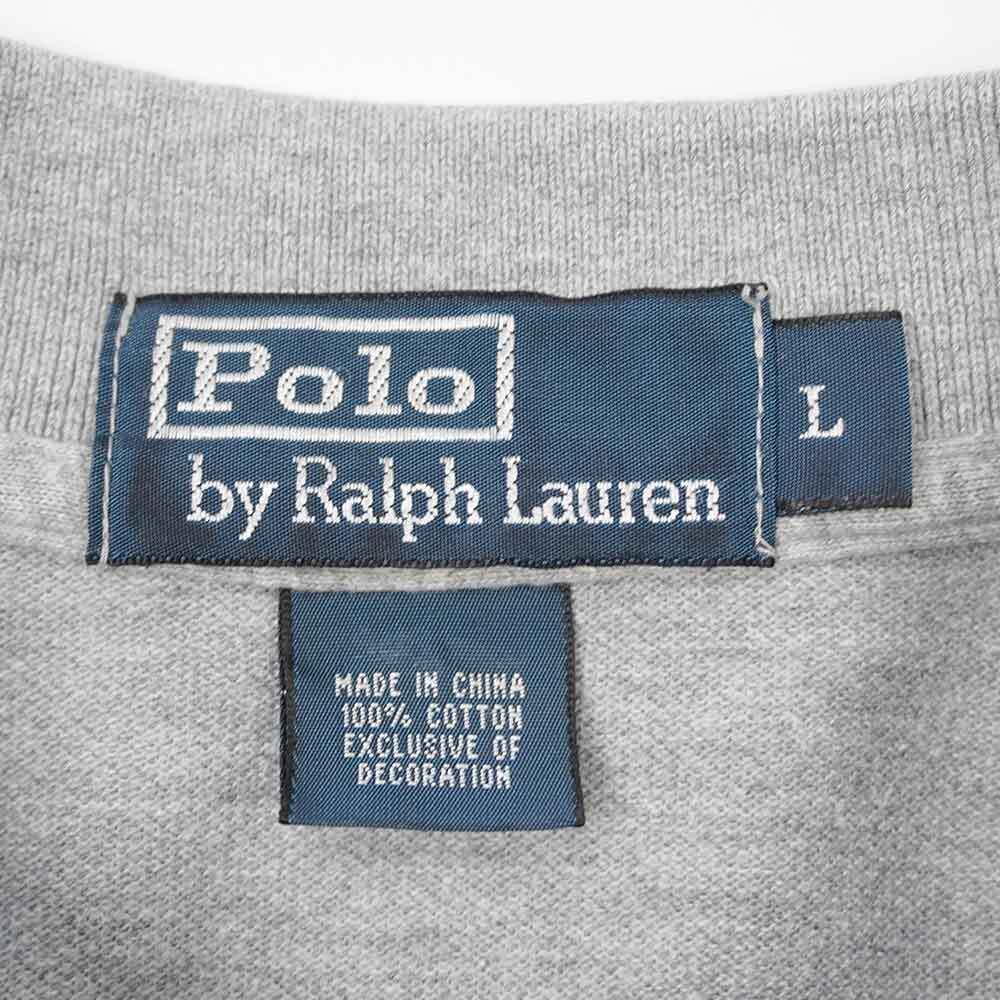 Polo
by Ralph Lauren
L
MADE IN CHINA
100% COTTON
EXCLUSIVE OF
DECORATION